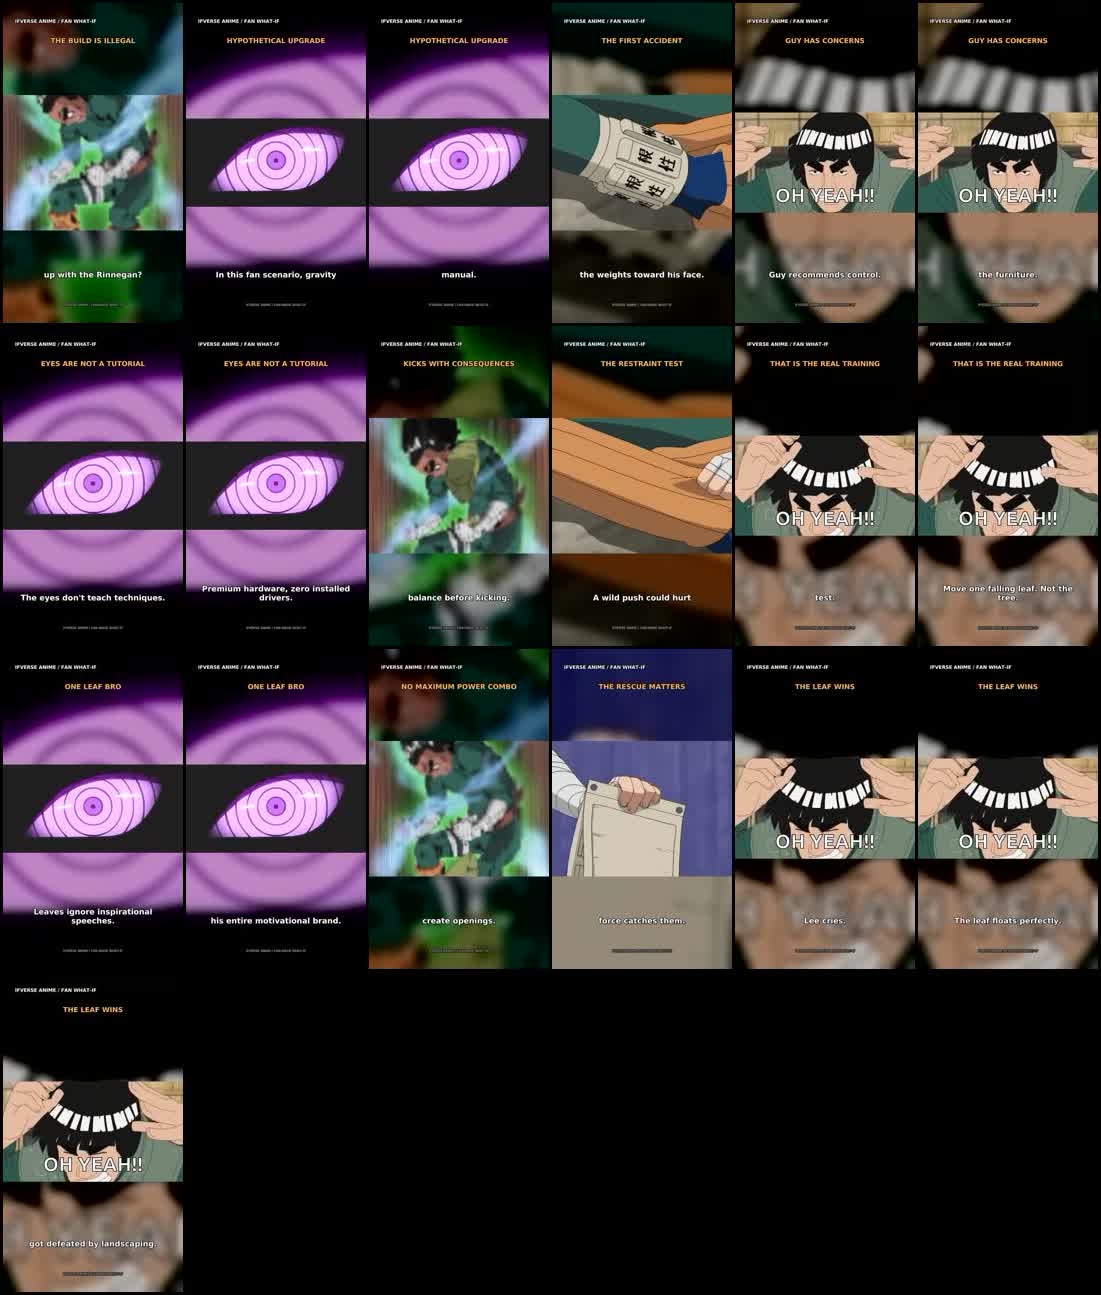 IFVERSE ANIME / FAN WHAT-IF
THE BUILD IS ILLEGAL
up with the Rinnegan?
IFVERSE ANIME / FAN WHAT-IF
HYPOTHETICAL UPGRADE
In this fan scenario, gravity
IFVERSE ANIME / FAN WHAT-IF
HYPOTHETICAL UPGRADE
manual.
IFVERSE ANIME / FAN WHAT-IF
THE FIRST ACCIDENT
根性
根性
根性
the weights toward his face.
IFVERSE ANIME / FAN WHAT-IF
GUY HAS CONCERNS
OH YEAH!!
Guy recommends control.
IFVERSE ANIME / FAN WHAT-IF
GUY HAS CONCERNS
OH YEAH!!
the furniture.
IFVERSE ANIME / FAN WHAT-IF
EYES ARE NOT A TUTORIAL
The eyes don't teach techniques.
IFVERSE ANIME / FAN WHAT-IF
EYES ARE NOT A TUTORIAL
Premium hardware, zero installed
drivers.
IFVERSE ANIME / FAN WHAT-IF
KICKS WITH CONSEQUENCES
balance before kicking.
IFVERSE ANIME / FAN WHAT-IF
THE RESTRAINT TEST
A wild push could hurt
IFVERSE ANIME / FAN WHAT-IF
THAT IS THE REAL TRAINING
OH YEAH!!
test.
IFVERSE ANIME / FAN WHAT-IF
THAT IS THE REAL TRAINING
OH YEAH!!
Move one falling leaf. Not the
tree.
IFVERSE ANIME / FAN WHAT-IF
ONE LEAF BRO
Leaves ignore inspirational
speeches.
IFVERSE ANIME / FAN WHAT-IF
ONE LEAF BRO
his entire motivational brand.
IFVERSE ANIME / FAN WHAT-IF
NO MAXIMUM POWER COMBO
create openings.
IFVERSE ANIME / FAN WHAT-IF
THE RESCUE MATTERS
force catches them.
IFVERSE ANIME / FAN WHAT-IF
THE LEAF WINS
OH YEAH!!
Lee cries.
IFVERSE ANIME / FAN WHAT-IF
THE LEAF WINS
OH YEAH!!
The leaf floats perfectly.
IFVERSE ANIME / FAN WHAT-IF
THE LEAF WINS
OH YEAH!!
got defeated by landscaping.